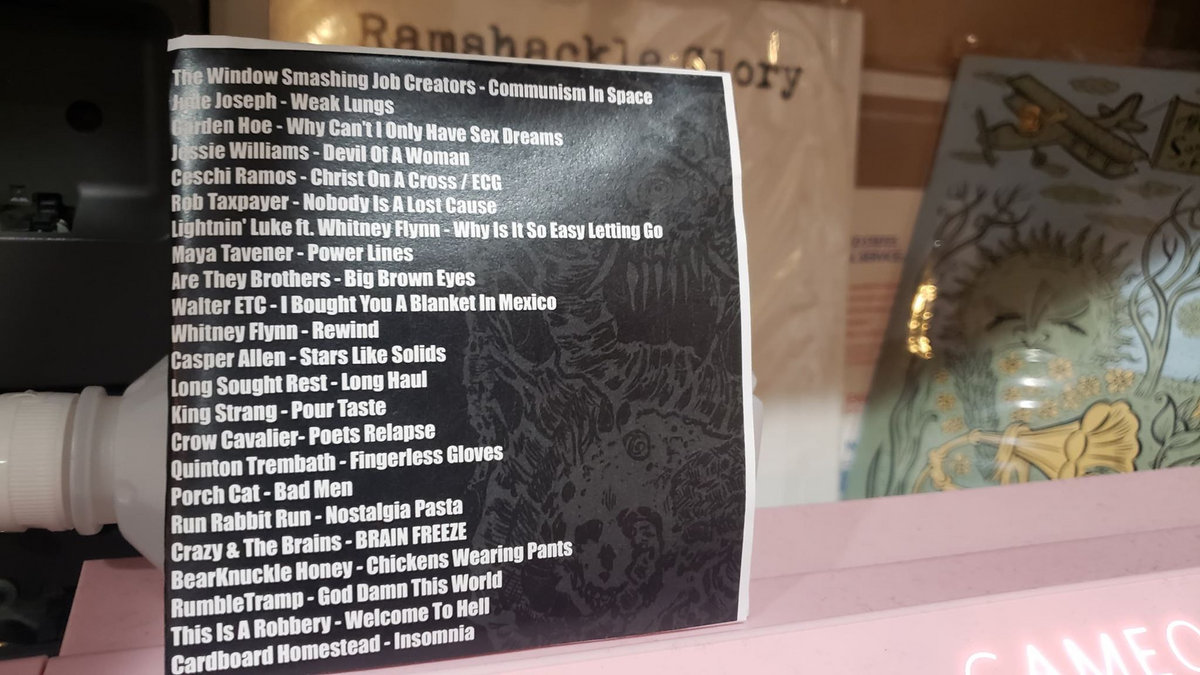 Ramshackle Glory
The Window Smashing Job Creators - Communism In Space
Julie Joseph - Weak Lungs
Garden Hoe - Why Can't I Only Have Sex Dreams
Jessie Williams - Devil Of A Woman
Ceschi Ramos - Christ On A Cross / ECG
Rob Taxpayer - Nobody Is A Lost Cause
Lightnin' Luke ft. Whitney Flynn - Why Is It So Easy Letting Go
Maya Tavener - Power Lines
Are They Brothers - Big Brown Eyes
Walter ETC - I Bought You A Blanket In Mexico
Whitney Flynn - Rewind
Casper Allen - Stars Like Solids
Long Sought Rest - Long Haul
King Strang - Pour Taste
Crow Cavalier- Poets Relapse
Quinton Trembath - Fingerless Gloves
Porch Cat - Bad Men
Run Rabbit Run - Nostalgia Pasta
Crazy & The Brains - BRAIN FREEZE
BearKnuckle Honey - Chickens Wearing Pants
RumbleTramp - God Damn This World
This Is A Robbery - Welcome To Hell
Cardboard Homestead - Insomnia